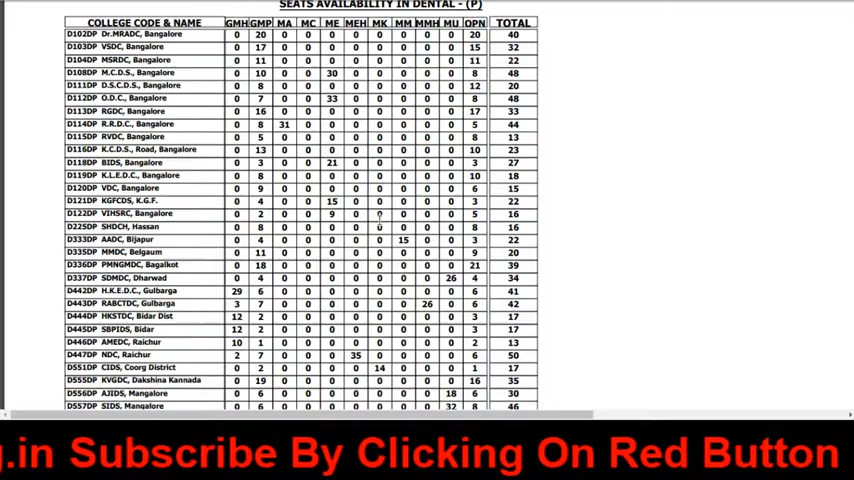 SEATS AVAILABILITY IN DENTAL - (P)
COLLEGE CODE & NAME GMH GMP MA MC ME MEH MK MM MMH MU OPN TOTAL
D102DP Dr.MRADC, Bangalore 0 20 0 0 0 0 0 0 0 0 20 40
D103DP VSDC, Bangalore 0 17 0 0 0 0 0 0 0 0 15 32
D104DP MSRDC, Bangalore 0 11 0 0 0 0 0 0 0 0 11 22
D108DP M.C.D.S., Bangalore 0 10 0 0 30 0 0 0 0 0 8 48
D111DP D.S.C.D.S., Bangalore 0 8 0 0 0 0 0 0 0 0 12 20
D112DP O.D.C., Bangalore 0 7 0 0 33 0 0 0 0 0 8 48
D113DP RGDC, Bangalore 0 16 0 0 0 0 0 0 0 0 17 33
D114DP R.R.D.C., Bangalore 0 8 31 0 0 0 0 0 0 0 5 44
D115DP RVDC, Bangalore 0 5 0 0 0 0 0 0 0 0 8 13
D116DP K.C.D.S., Road, Bangalore 0 13 0 0 0 0 0 0 0 0 10 23
D118DP BIDS, Bangalore 0 3 0 0 21 0 0 0 0 0 3 27
D119DP K.L.E.D.C., Bangalore 0 8 0 0 0 0 0 0 0 0 10 18
D120DP VDC, Bangalore 0 9 0 0 0 0 0 0 0 0 6 15
D121DP KGFCDS, K.G.F. 0 4 0 0 15 0 0 0 0 0 3 22
D122DP VIHSRC, Bangalore 0 2 0 0 9 0 0 0 0 0 5 16
D225DP SHDCH, Hassan 0 8 0 0 0 0 0 0 0 0 8 16
D333DP AADC, Bijapur 0 4 0 0 0 0 0 15 0 0 3 22
D335DP MMDC, Belgaum 0 11 0 0 0 0 0 0 0 0 9 20
D336DP PMNGMDC, Bagalkot 0 18 0 0 0 0 0 0 0 0 21 39
D337DP SDMDC, Dharwad 0 4 0 0 0 0 0 0 0 26 4 34
D442DP H.K.E.D.C., Gulbarga 29 6 0 0 0 0 0 0 0 0 6 41
D443DP RABCTDC, Gulbarga 3 7 0 0 0 0 0 0 26 0 6 42
D444DP HKSTDC, Bidar Dist 12 2 0 0 0 0 0 0 0 0 3 17
D445DP SBPIDS, Bidar 12 2 0 0 0 0 0 0 0 0 3 17
D446DP AMEDC, Raichur 10 1 0 0 0 0 0 0 0 0 2 13
D447DP NDC, Raichur 2 7 0 0 0 35 0 0 0 0 6 50
D551DP CIDS, Coorg District 0 2 0 0 0 0 14 0 0 0 1 17
D555DP KVGDC, Dakshina Kannada 0 19 0 0 0 0 0 0 0 0 16 35
D556DP AJIDS, Mangalore 0 6 0 0 0 0 0 0 0 18 6 30
D557DP SIDS, Mangalore 0 6 0 0 0 0 0 0 0 32 8 46
g.in Subscribe By Clicking On Red Button